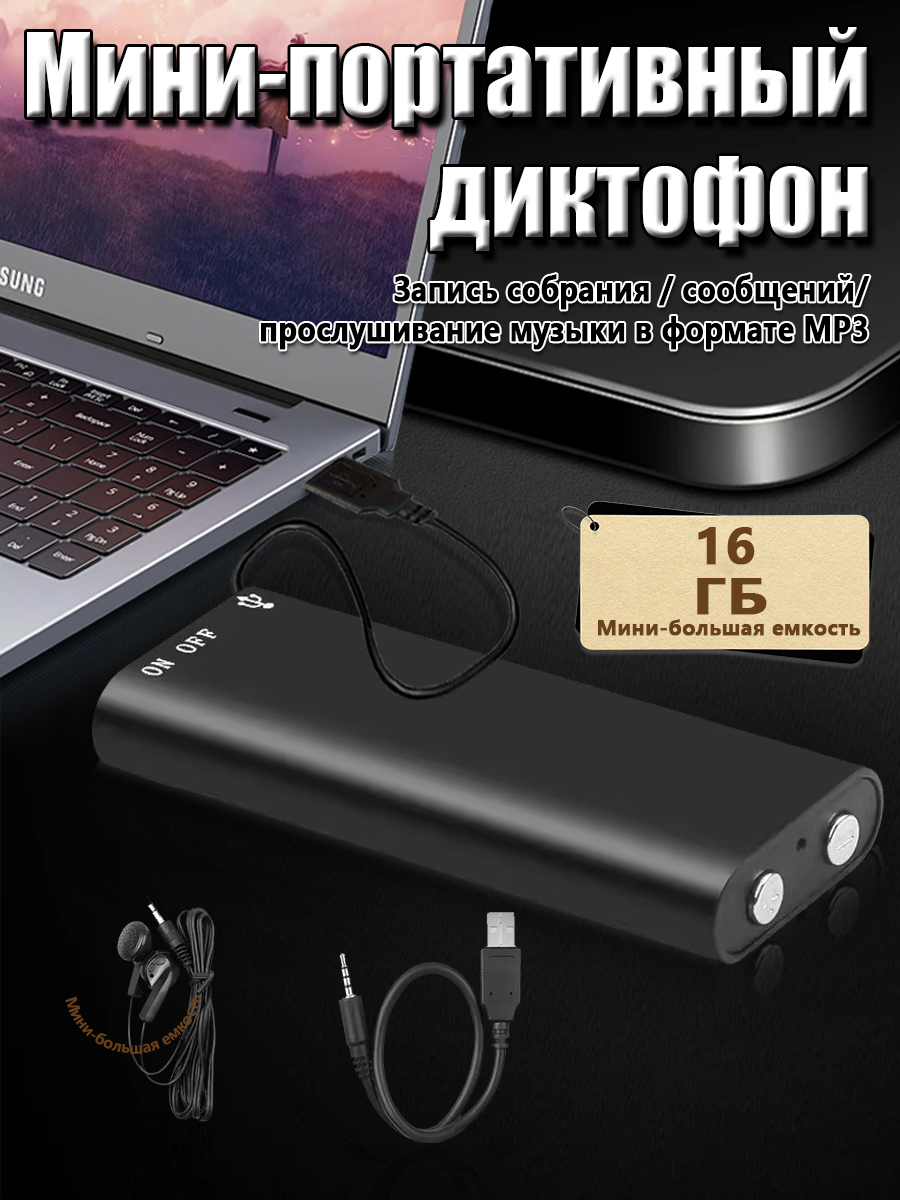 Мини-портативный
диктофон
Запись собрания / сообщений/
прослушивание музыки в формате MP3
SUNG
16
ГБ
Мини-большая емкость
ON OFF
Мини-большая емкость